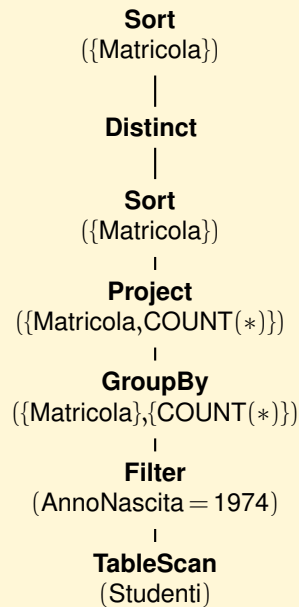 Sort
({Matricola})
Distinct
Sort
({Matricola})
Project
({Matricola,COUNT(∗)})
GroupBy
({Matricola},{COUNT(∗)})
Filter
(AnnoNascita = 1974)
TableScan
(Studenti)